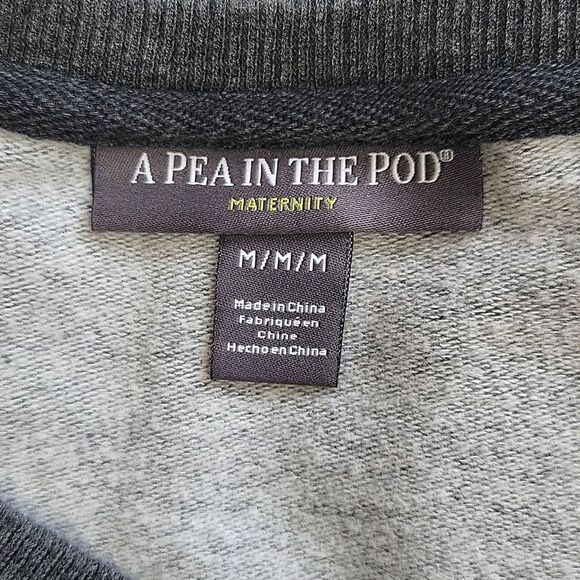 A PEA IN THE POD®
MATERNITY
M/M/M
Made in China
Fabriqué en
Chine
Hecho en China